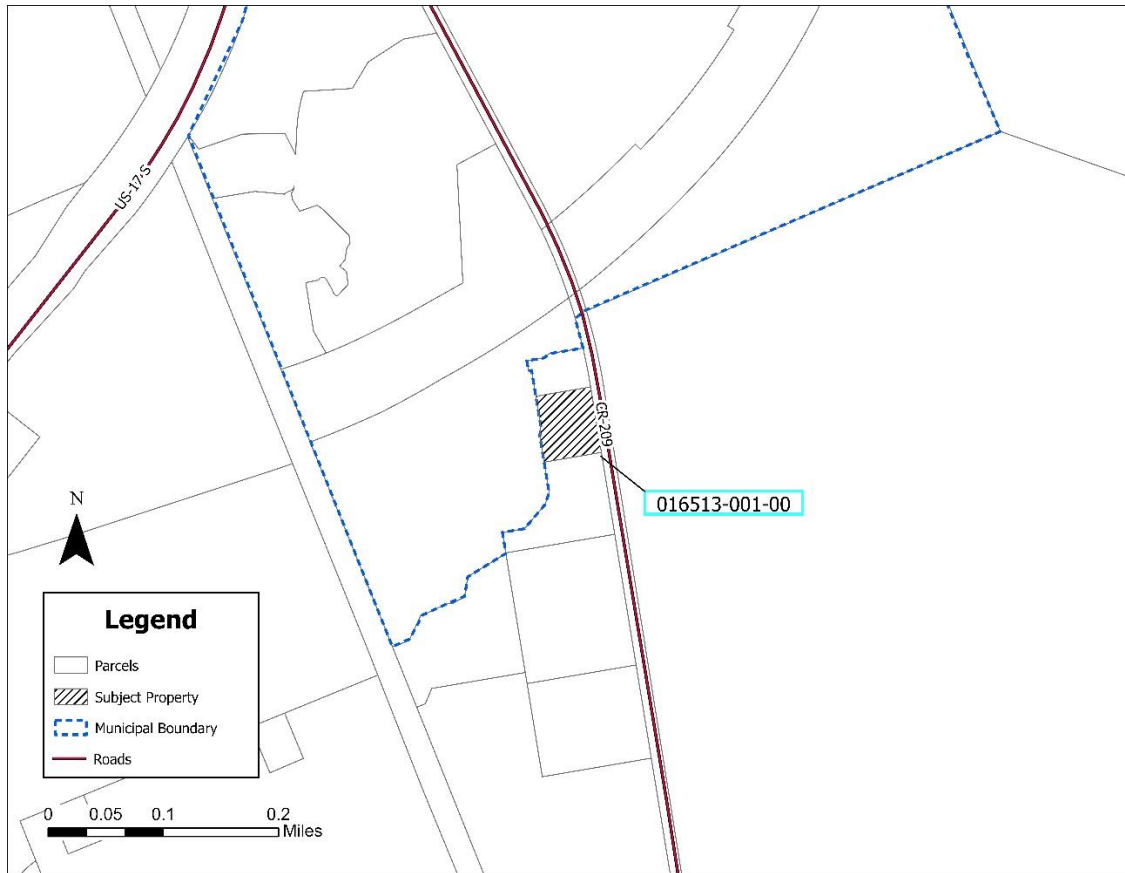 US-17-S
CR-209
016513-001-00
N
Legend
Parcels
Subject Property
Municipal Boundary
Roads
0 0.05 0.1 0.2
Miles